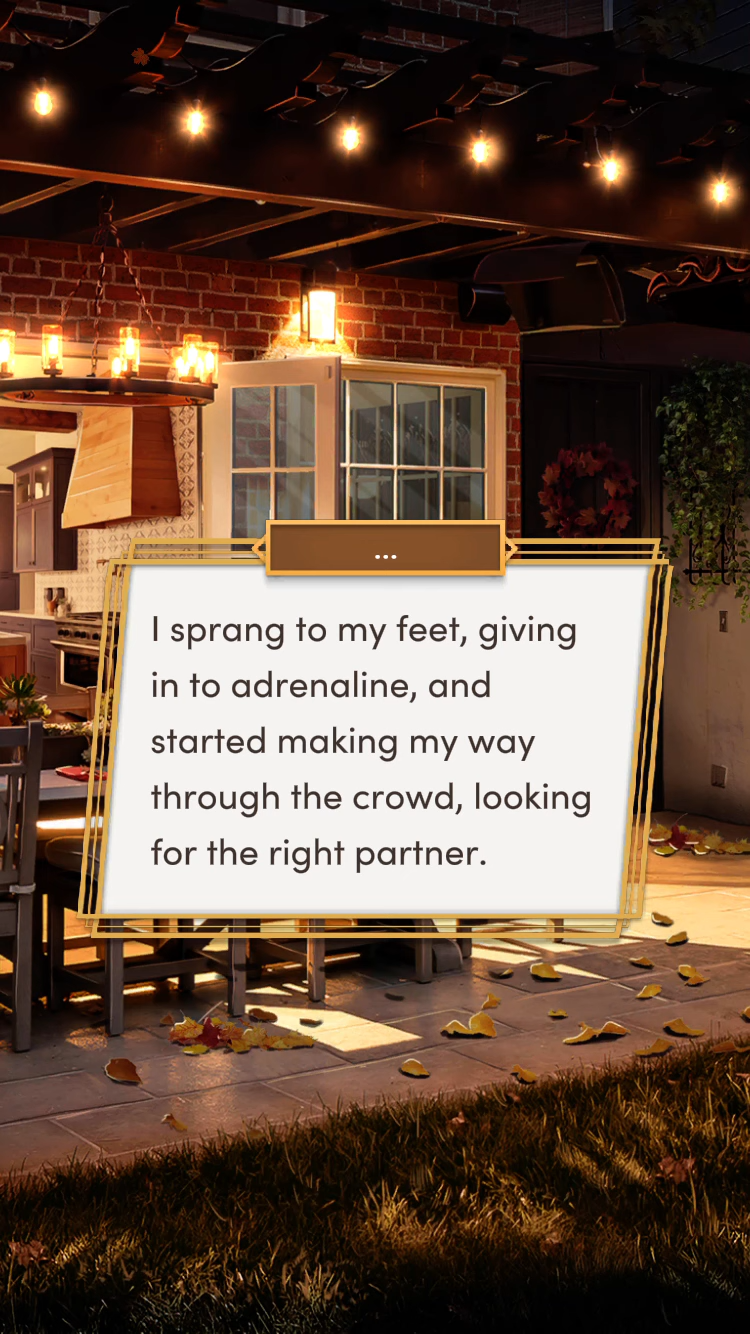 ...
I sprang to my feet, giving
in to adrenaline, and
started making my way
through the crowd, looking
for the right partner.